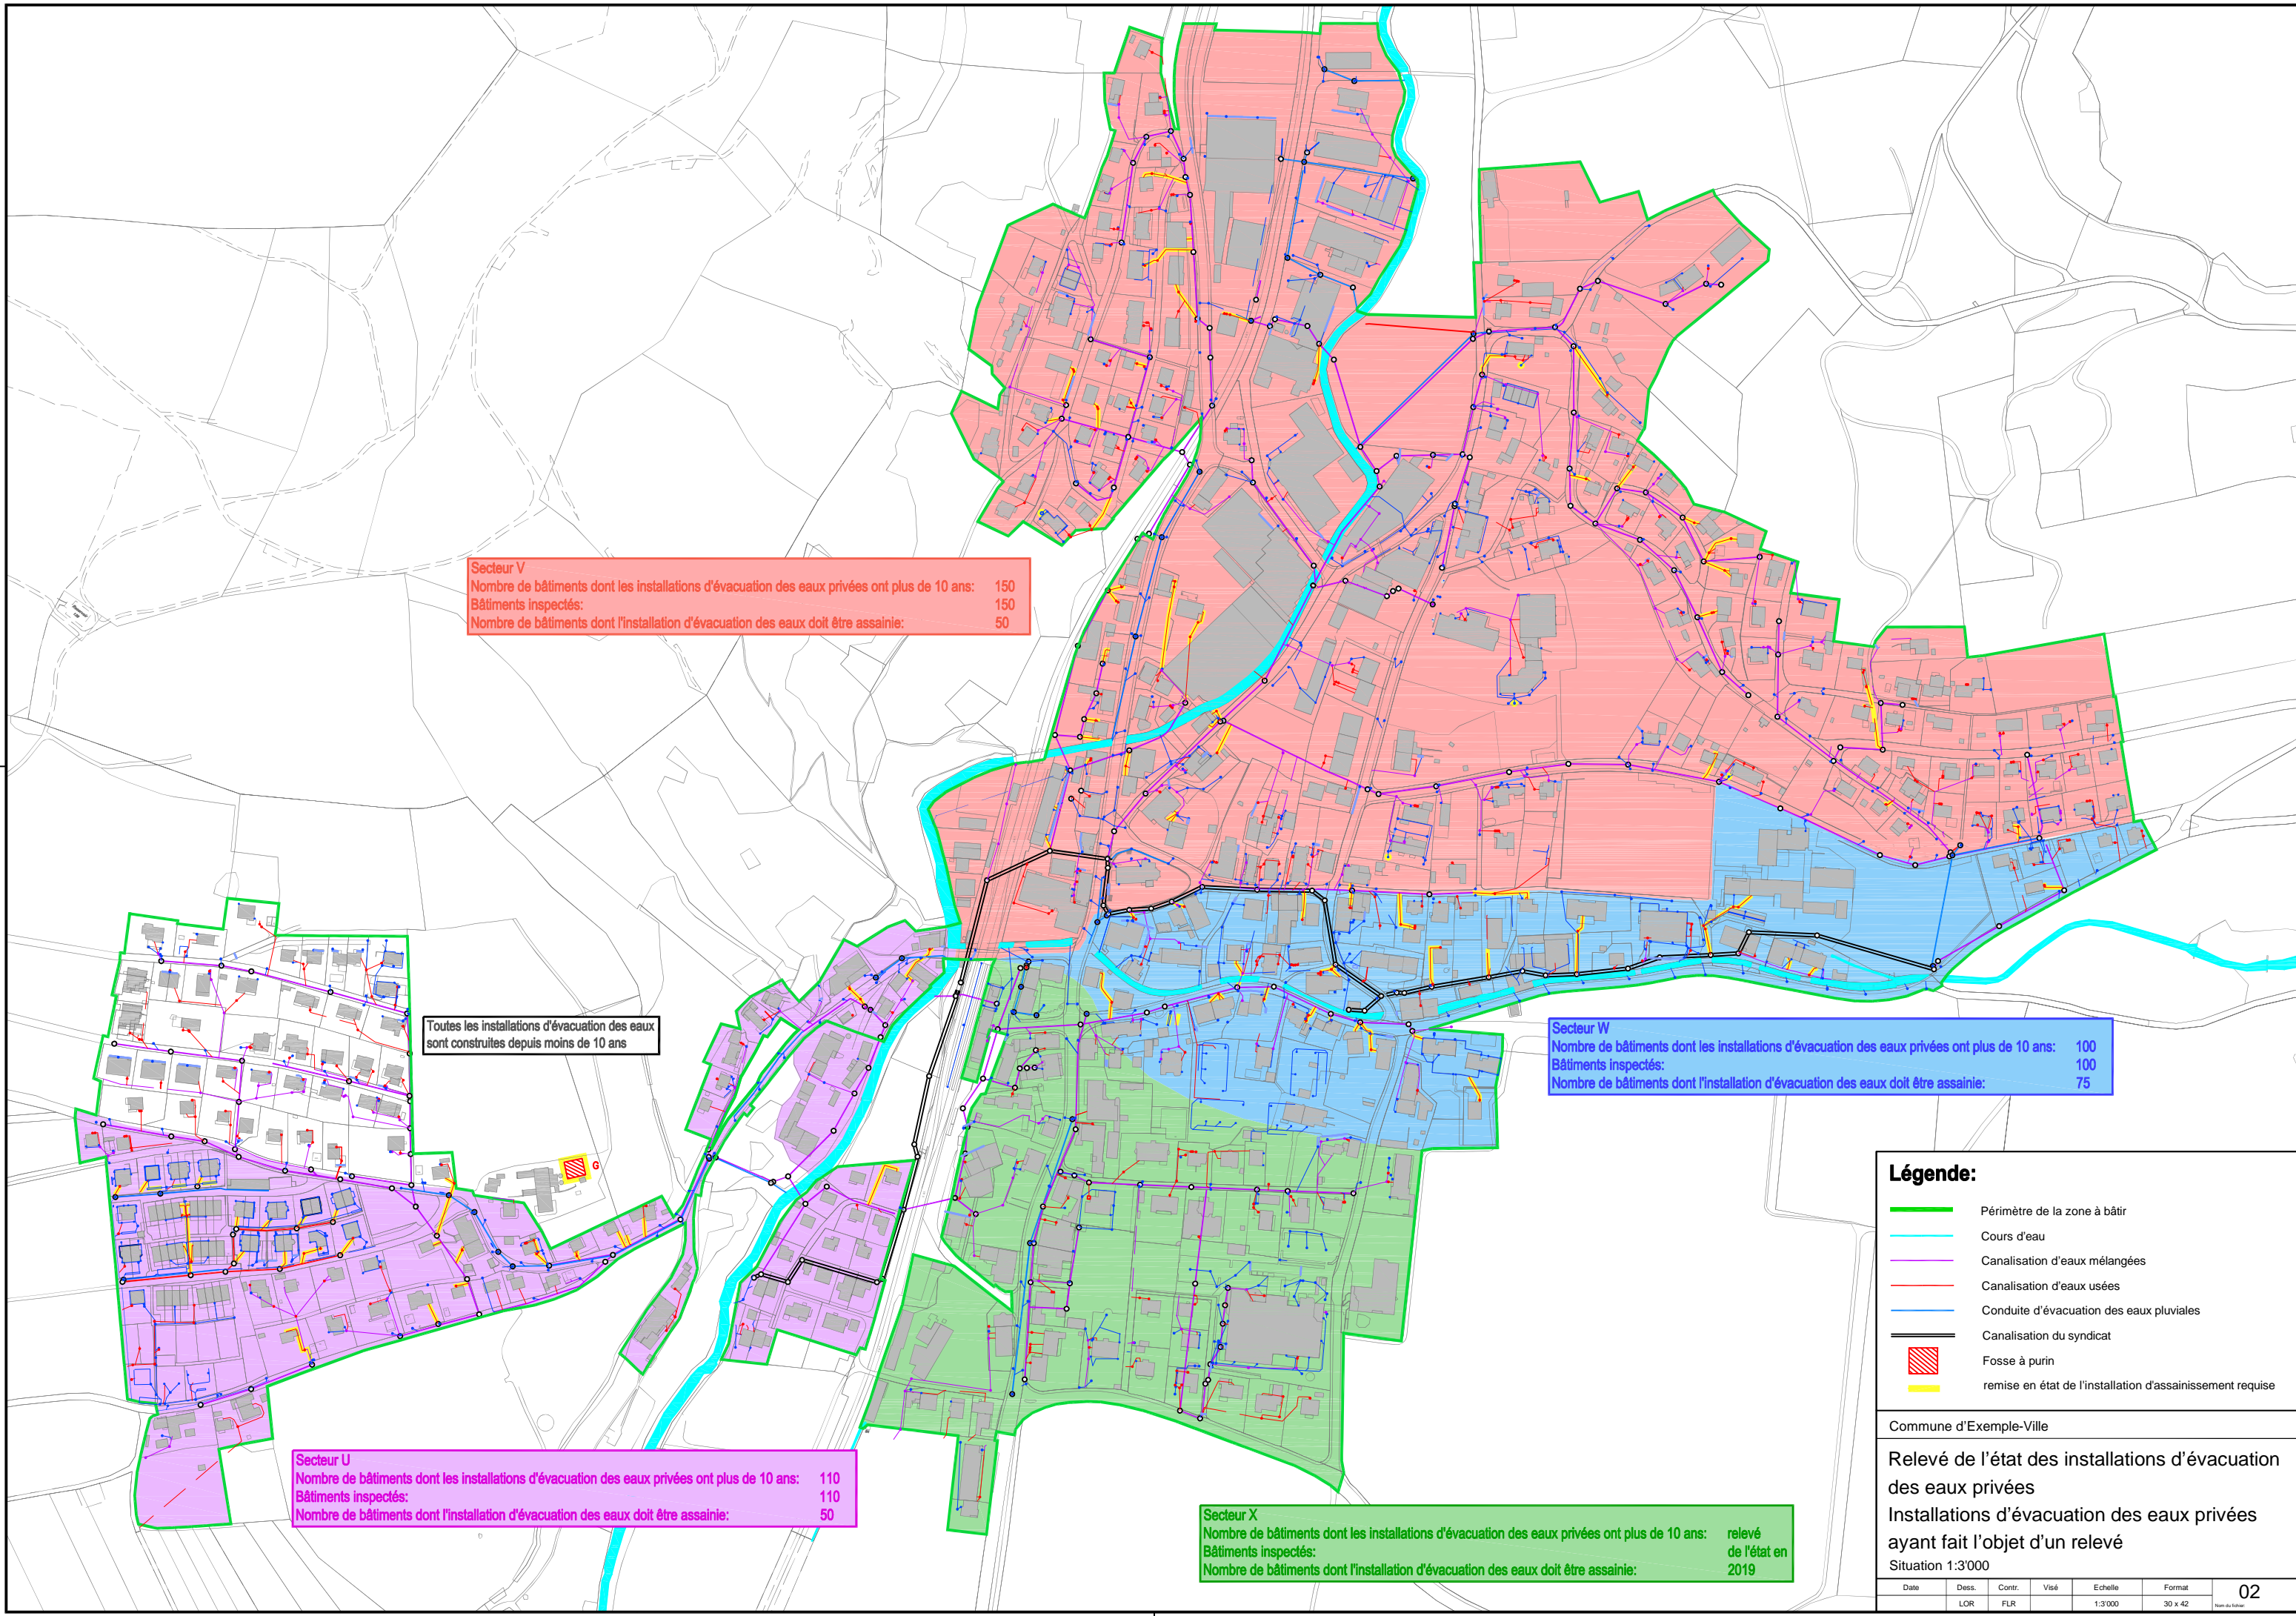 Secteur V
Nombre de bâtiments dont les installations d'évacuation des eaux privées ont plus de 10 ans: 150
Bâtiments inspectés: 150
Nombre de bâtiments dont l'installation d'évacuation des eaux doit être assainie: 50
Toutes les installations d'évacuation des eaux
sont construites depuis moins de 10 ans
G
Secteur W
Nombre de bâtiments dont les installations d'évacuation des eaux privées ont plus de 10 ans: 100
Bâtiments inspectés: 100
Nombre de bâtiments dont l'installation d'évacuation des eaux doit être assainie: 75
Secteur U
Nombre de bâtiments dont les installations d'évacuation des eaux privées ont plus de 10 ans: 110
Bâtiments inspectés: 110
Nombre de bâtiments dont l'installation d'évacuation des eaux doit être assainie: 50
Secteur X
Nombre de bâtiments dont les installations d'évacuation des eaux privées ont plus de 10 ans: relevé
Bâtiments inspectés: de l'état en
Nombre de bâtiments dont l'installation d'évacuation des eaux doit être assainie: 2019
Légende:
Périmètre de la zone à bâtir
Cours d'eau
Canalisation d'eaux mélangées
Canalisation d'eaux usées
Conduite d'évacuation des eaux pluviales
Canalisation du syndicat
Fosse à purin
remise en état de l'installation d'assainissement requise
Commune d'Exemple-Ville
Relevé de l'état des installations d'évacuation
des eaux privées
Installations d'évacuation des eaux privées
ayant fait l'objet d'un relevé
Situation 1:3'000
Date Dess. Contr. Visé Echelle Format 02
LOR FLR 1:3'000 30 x 42 Nom du fichier: